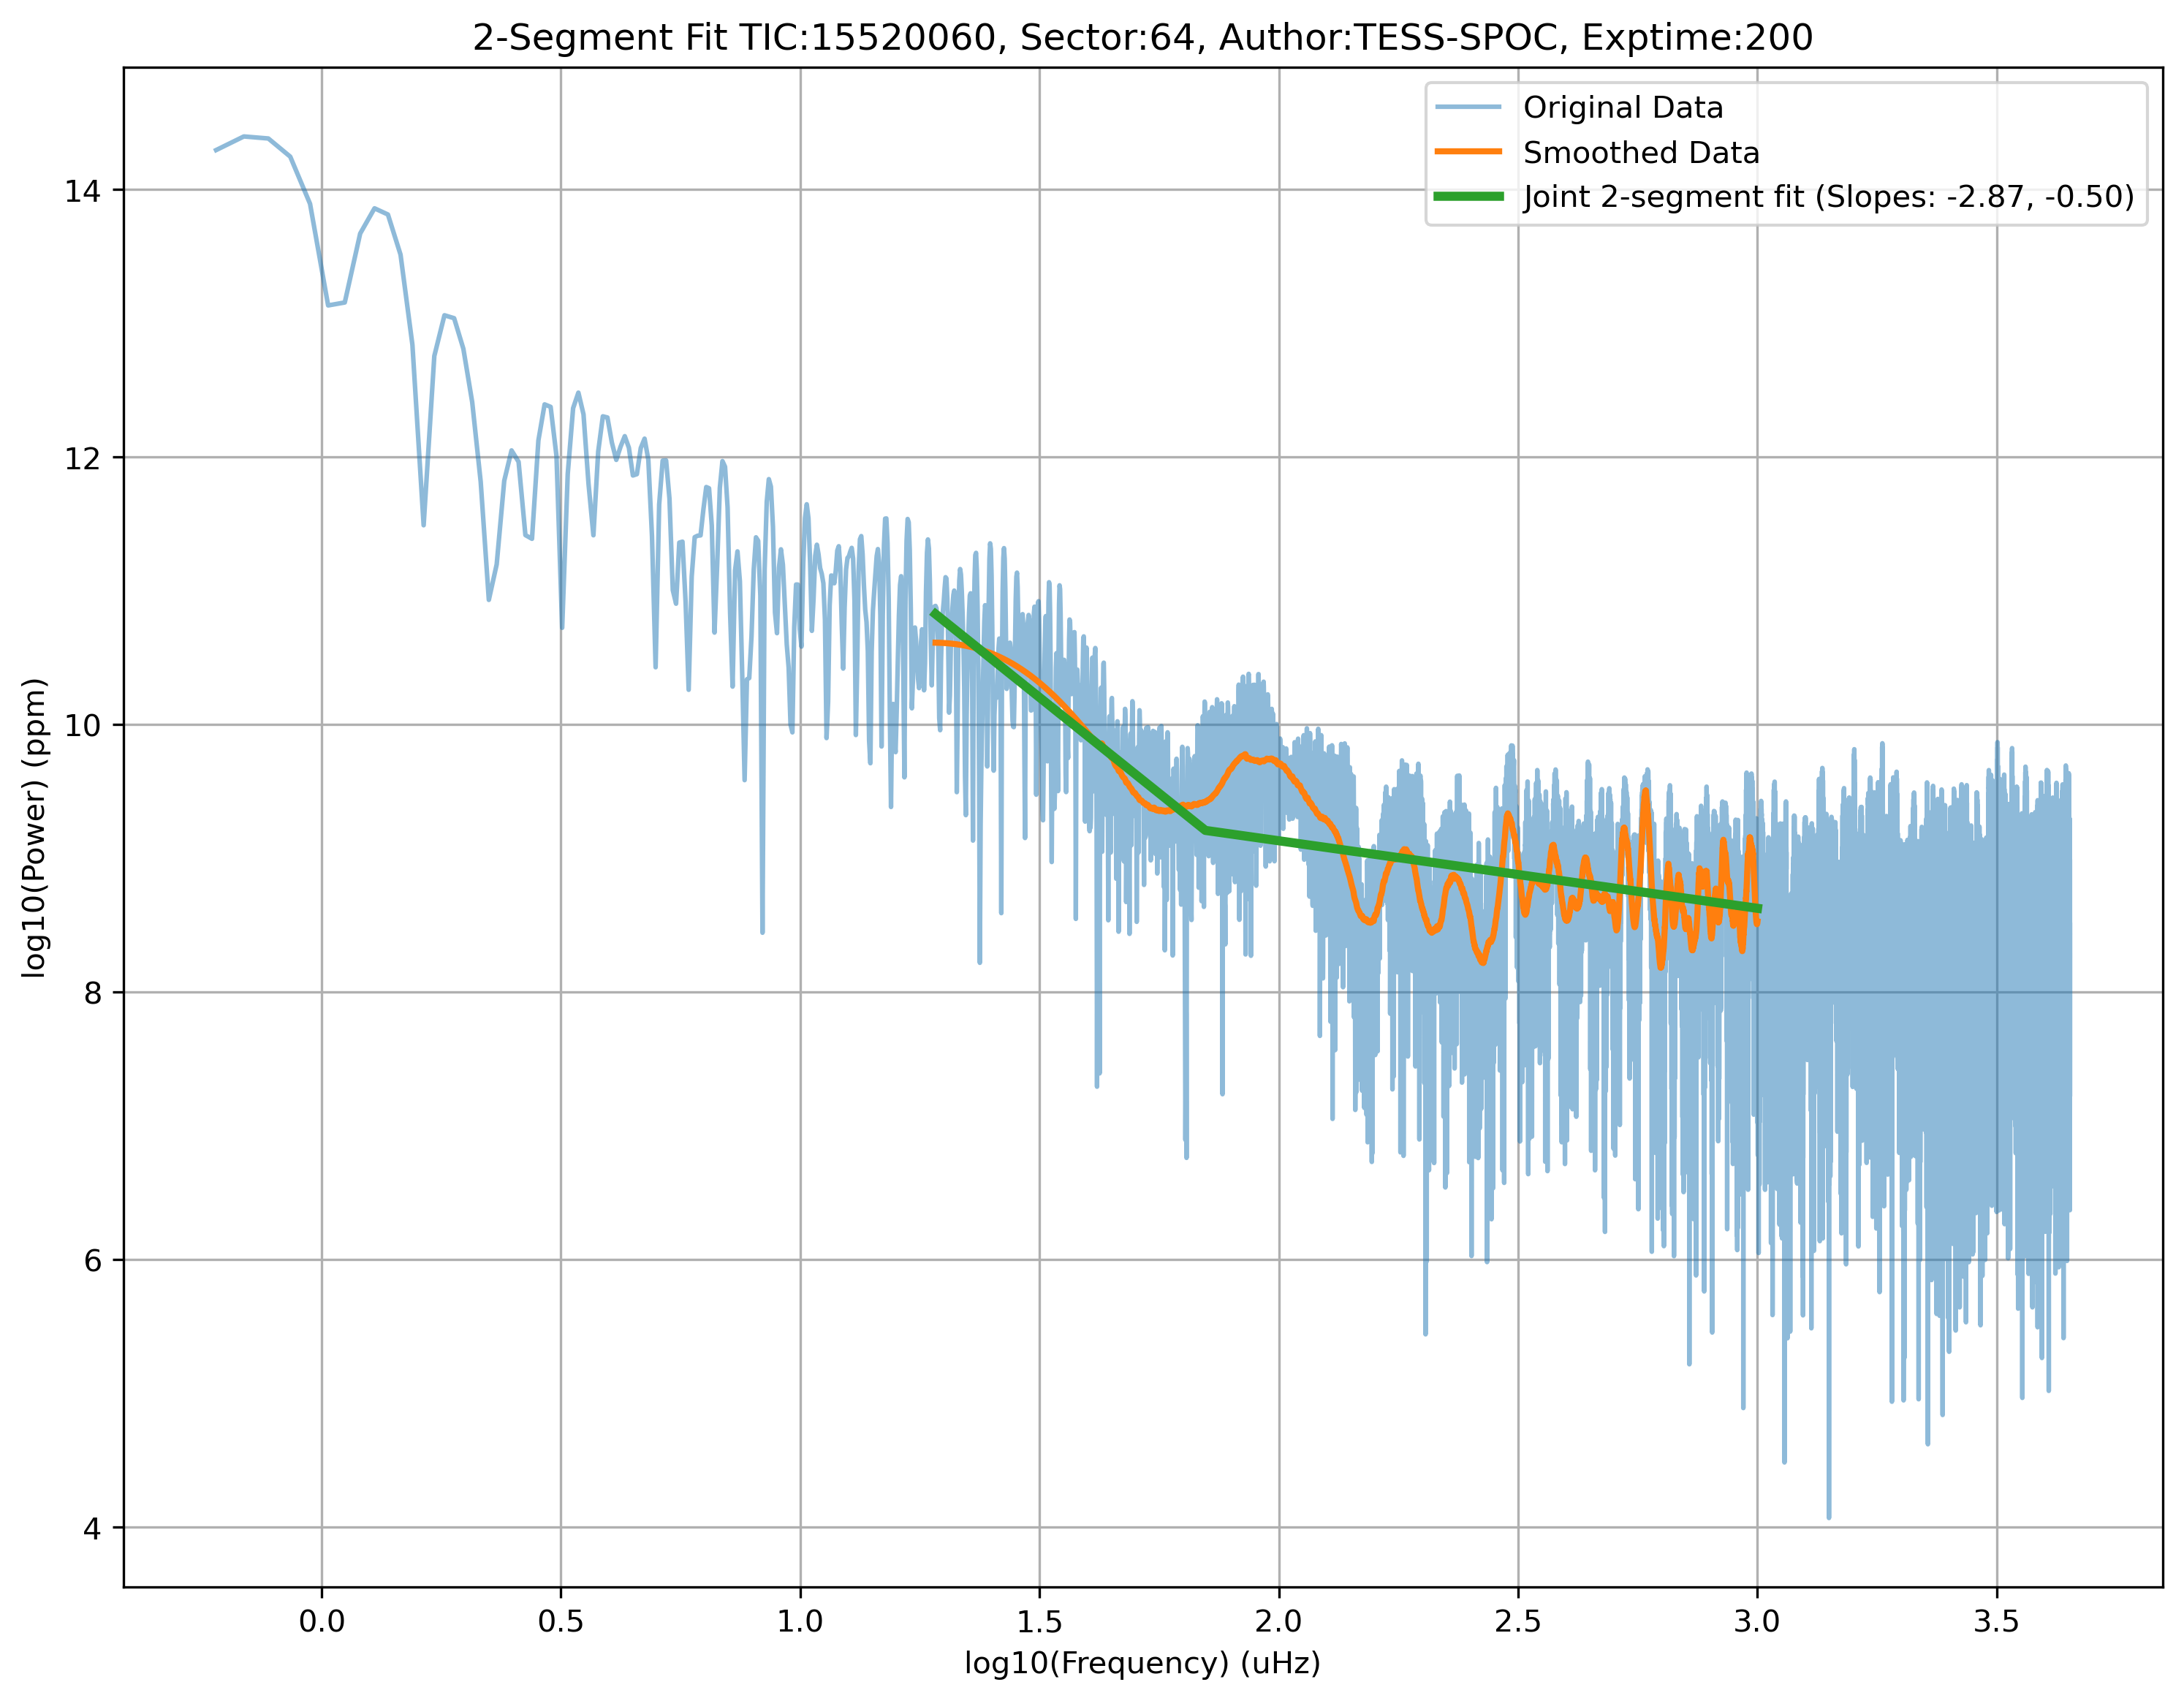 2-Segment Fit TIC:15520060, Sector:64, Author:TESS-SPOC, Exptime:200
Original Data
Smoothed Data
Joint 2-segment fit (Slopes: -2.87, -0.50)
log10(Power) (ppm)
14
12
10
8
6
4
0.0 0.5 1.0 1.5 2.0 2.5 3.0 3.5
log10(Frequency) (uHz)